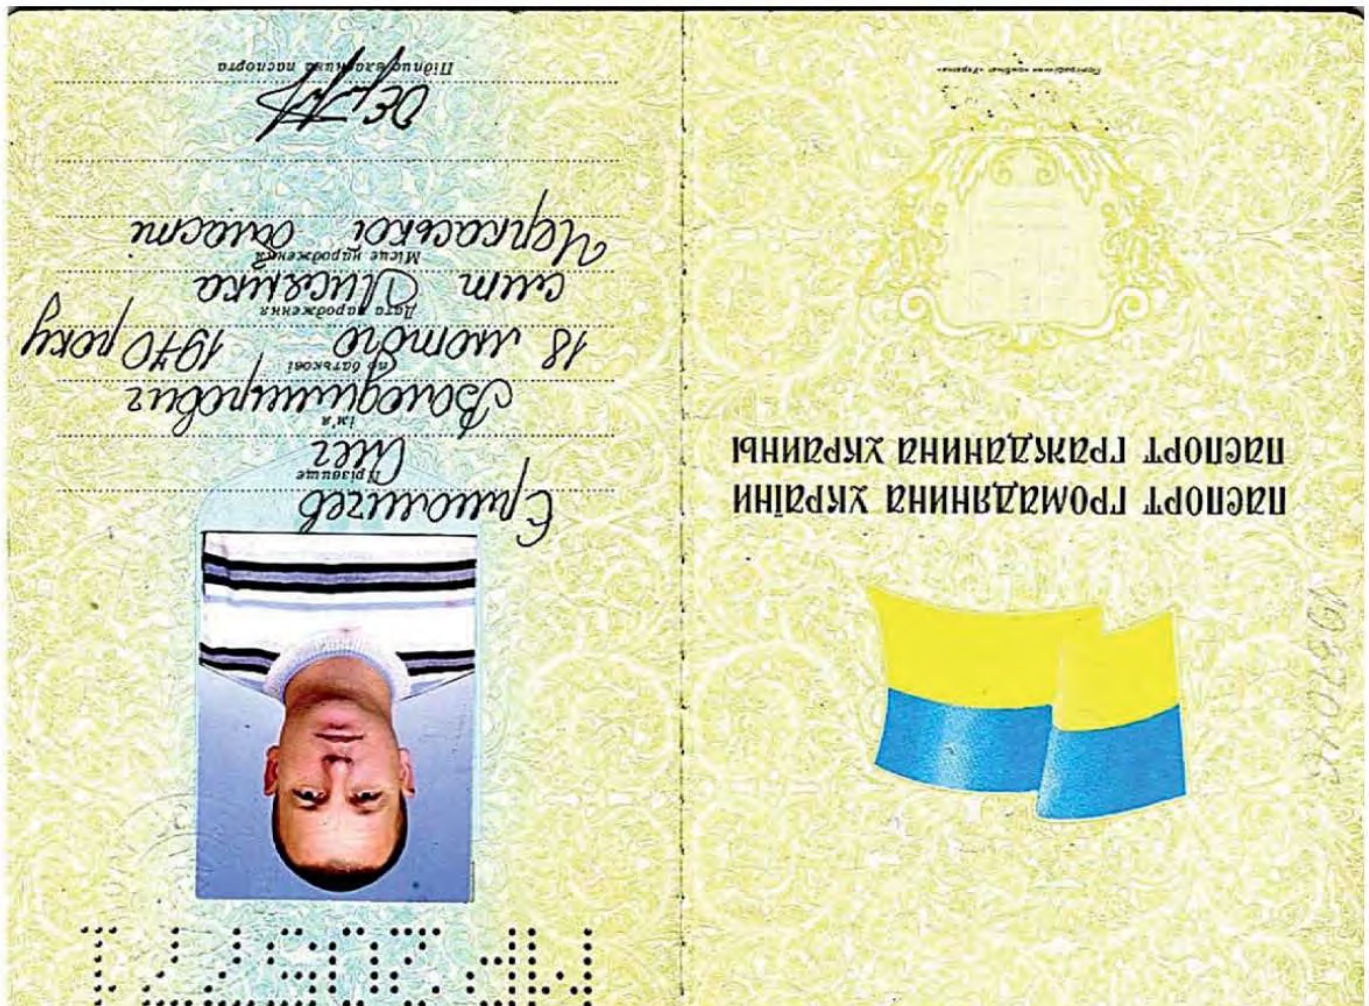 паспорт громадянина україни
паспорт гражданина украины
Прізвище
Олег
ім'я
Володимирович
по батькові
18 лютого 1970 року
Дата народження
смт Лисянка
Місце народження
Черкаської області
Підпис власника паспорта